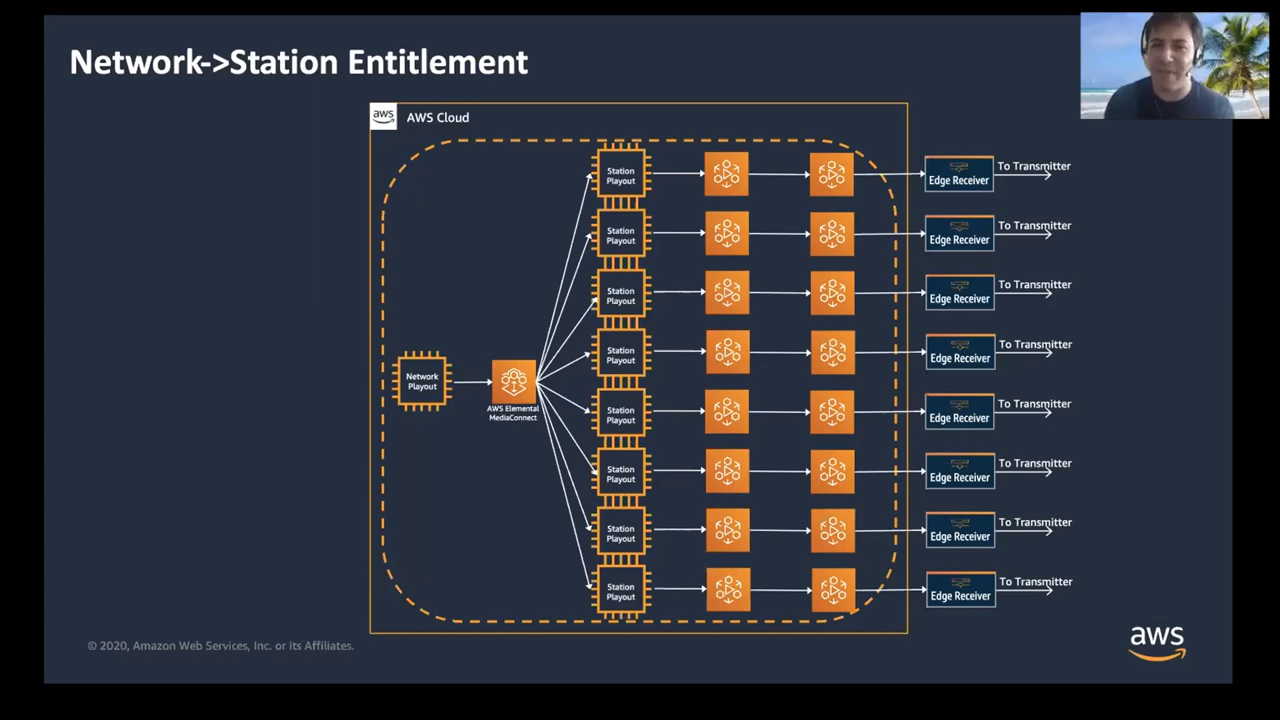 Network->Station Entitlement
aws
AWS Cloud
Station
Playout
Edge Receiver
To Transmitter
Station
Playout
Edge Receiver
To Transmitter
Station
Playout
Edge Receiver
To Transmitter
Station
Playout
Edge Receiver
To Transmitter
Network
Playout
AWS Elemental
MediaConnect
Station
Playout
Edge Receiver
To Transmitter
Station
Playout
Edge Receiver
To Transmitter
Station
Playout
Edge Receiver
To Transmitter
Station
Playout
Edge Receiver
To Transmitter
© 2020, Amazon Web Services, Inc. or its Affiliates.
aws